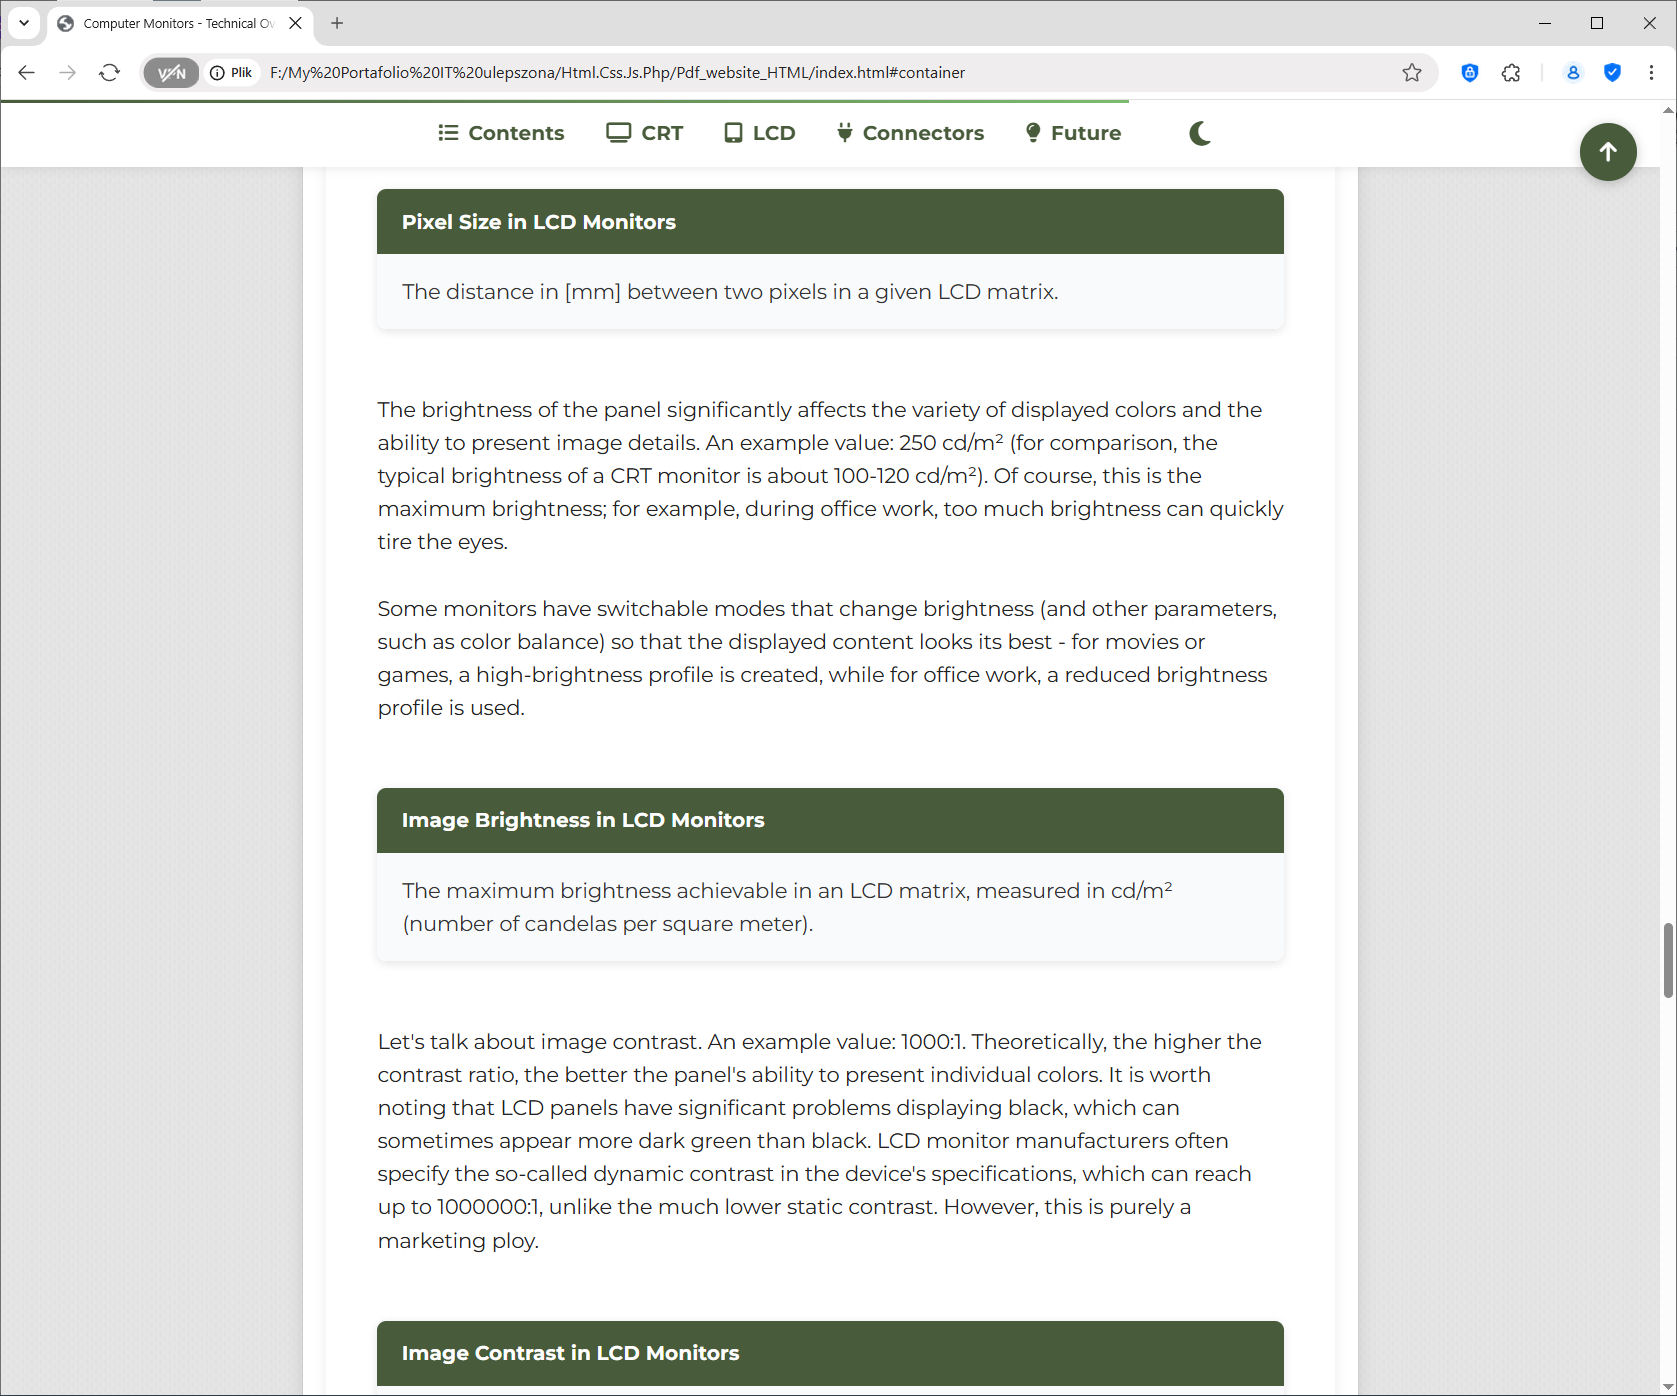 Computer Monitors - Technical Ov
VPN
Plik
F:/My%20Portafolio%20IT%20ulepszona/Html.Css.Js.Php/Pdf_website_HTML/index.html#container
Contents
CRT
LCD
Connectors
Future
Pixel Size in LCD Monitors
The distance in [mm] between two pixels in a given LCD matrix.
The brightness of the panel significantly affects the variety of displayed colors and the
ability to present image details. An example value: 250 cd/m² (for comparison, the
typical brightness of a CRT monitor is about 100-120 cd/m²). Of course, this is the
maximum brightness; for example, during office work, too much brightness can quickly
tire the eyes.
Some monitors have switchable modes that change brightness (and other parameters,
such as color balance) so that the displayed content looks its best - for movies or
games, a high-brightness profile is created, while for office work, a reduced brightness
profile is used.
Image Brightness in LCD Monitors
The maximum brightness achievable in an LCD matrix, measured in cd/m²
(number of candelas per square meter).
Let's talk about image contrast. An example value: 1000:1. Theoretically, the higher the
contrast ratio, the better the panel's ability to present individual colors. It is worth
noting that LCD panels have significant problems displaying black, which can
sometimes appear more dark green than black. LCD monitor manufacturers often
specify the so-called dynamic contrast in the device's specifications, which can reach
up to 1000000:1, unlike the much lower static contrast. However, this is purely a
marketing ploy.
Image Contrast in LCD Monitors